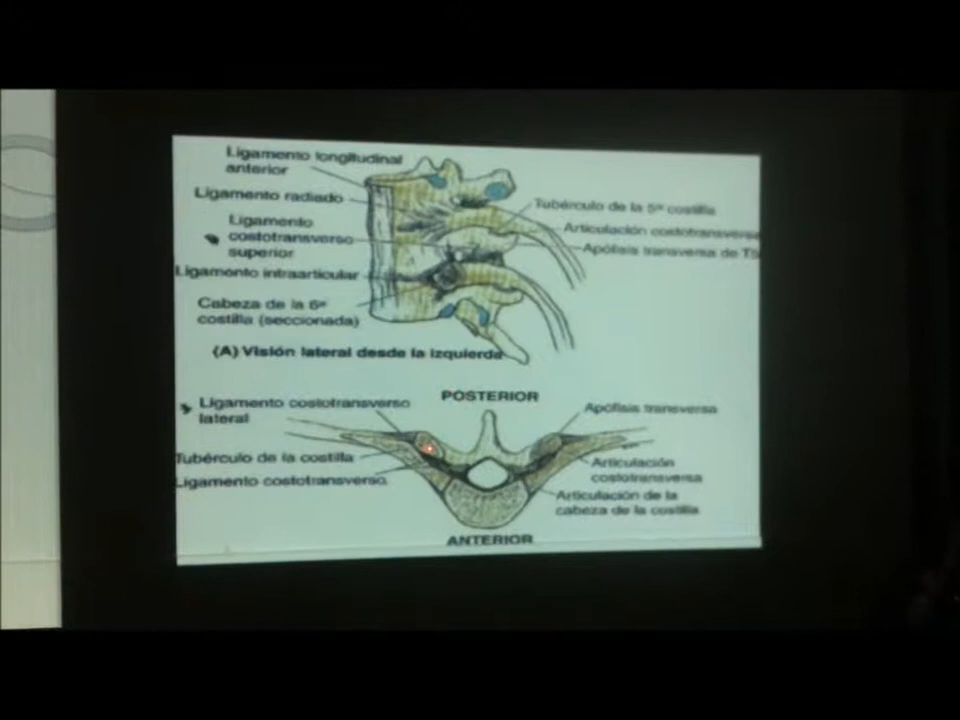 Ligamento longitudinal
anterior
Ligamento radiado
Ligamento
costotransverso
superior
Ligamento intraarticular
Cabeza de la 6ª
costilla (seccionada)
Tubérculo de la 5ª costilla
Articulación costotransversa
Apófisis transversa de T5
(A) Visión lateral desde la izquierda
POSTERIOR
Ligamento costotransverso
lateral
Tubérculo de la costilla
Ligamento costotransverso
Apófisis transversa
Articulación
costotransversa
Articulación de la
cabeza de la costilla
ANTERIOR